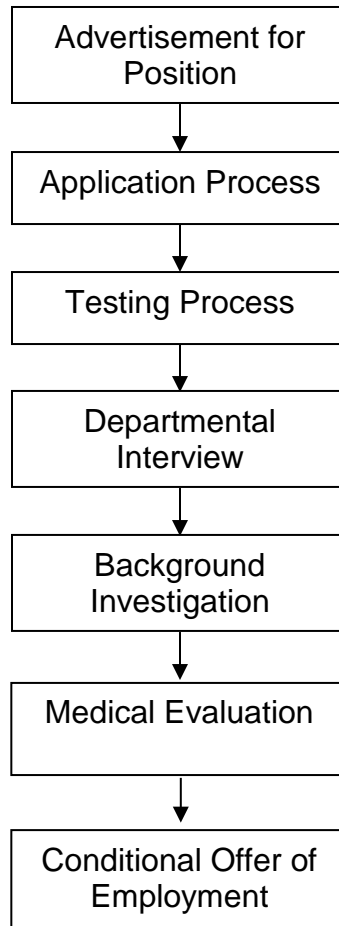 Advertisement for
Position
Application Process
Testing Process
Departmental
Interview
Background
Investigation
Medical Evaluation
Conditional Offer of
Employment